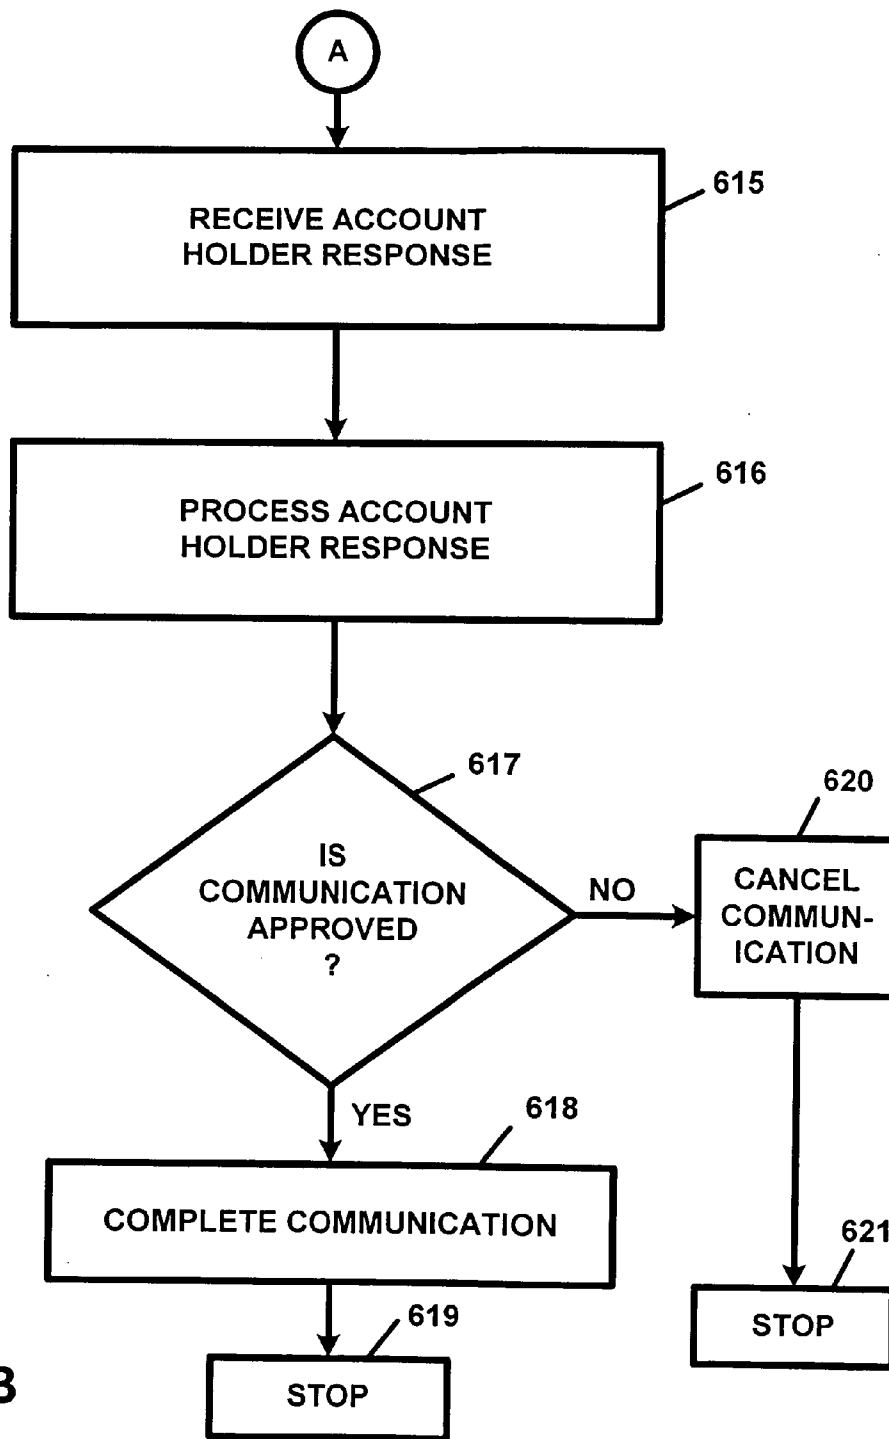 A
615
RECEIVE ACCOUNT
HOLDER RESPONSE
616
PROCESS ACCOUNT
HOLDER RESPONSE
617
IS
COMMUNICATION
APPROVED
?
NO
620
CANCEL
COMMUN-
ICATION
YES
618
COMPLETE COMMUNICATION
621
STOP
619
STOP
B